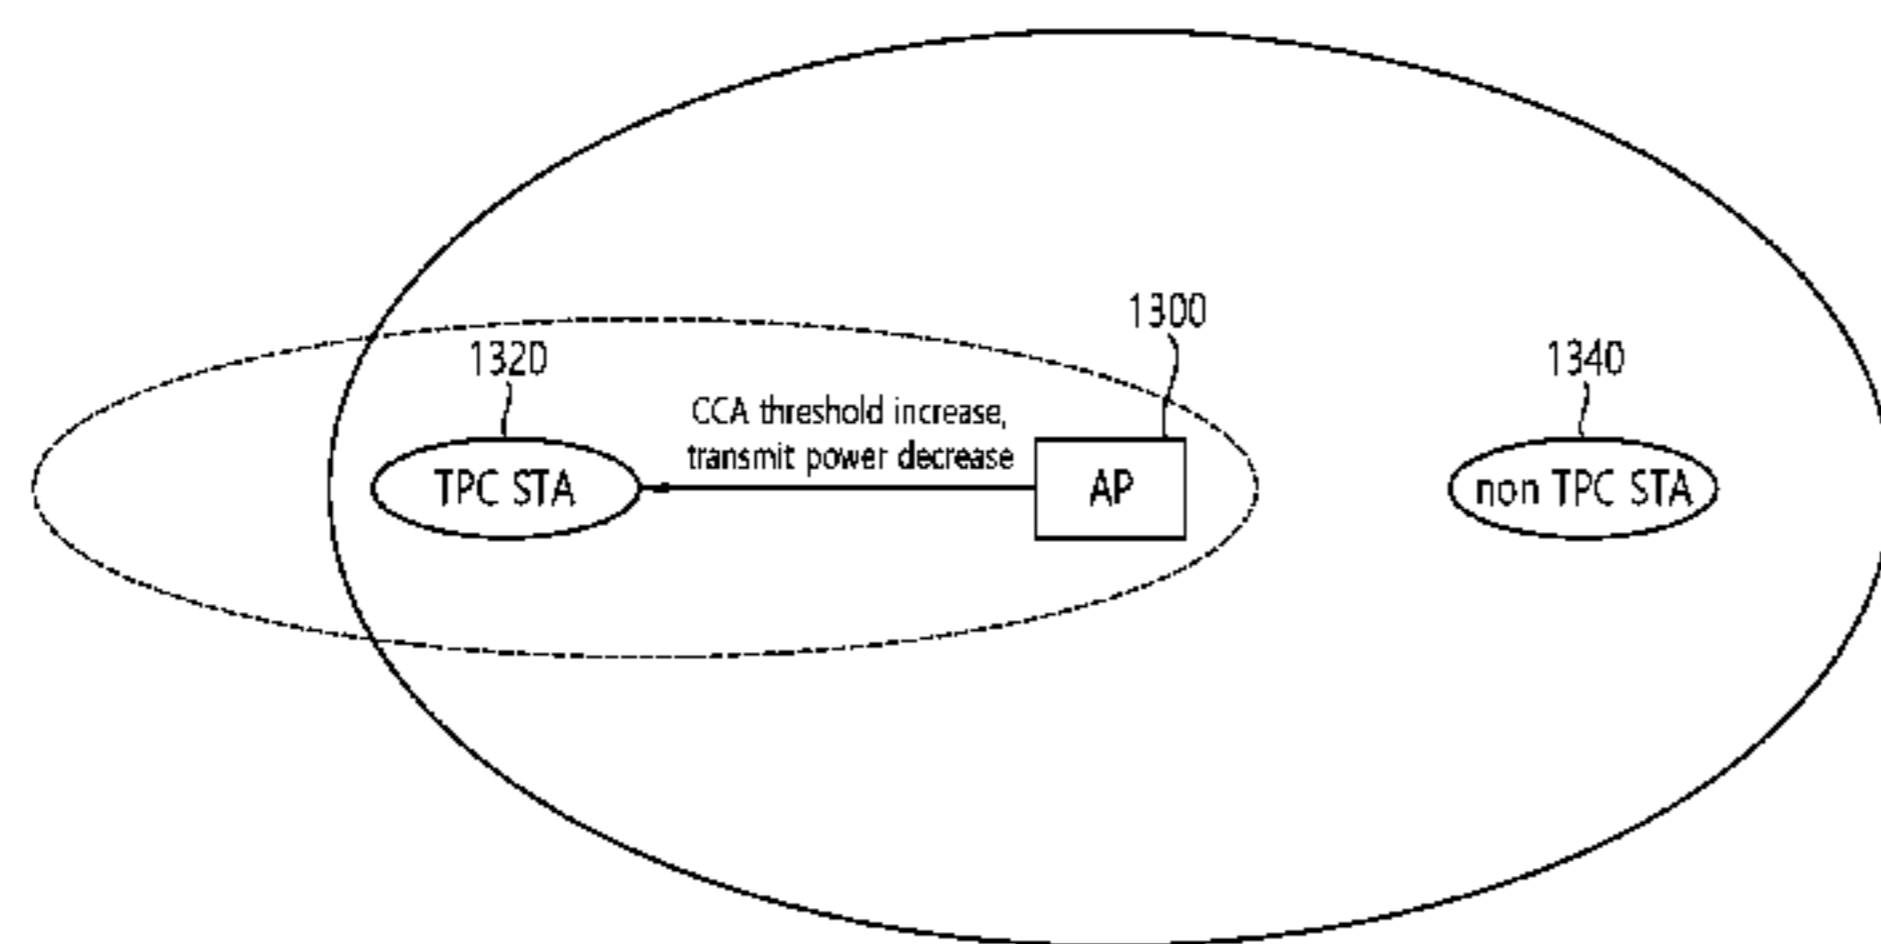 1300
1320
1340
CCA threshold increase,
transmit power decrease
TPC STA
AP
non TPC STA